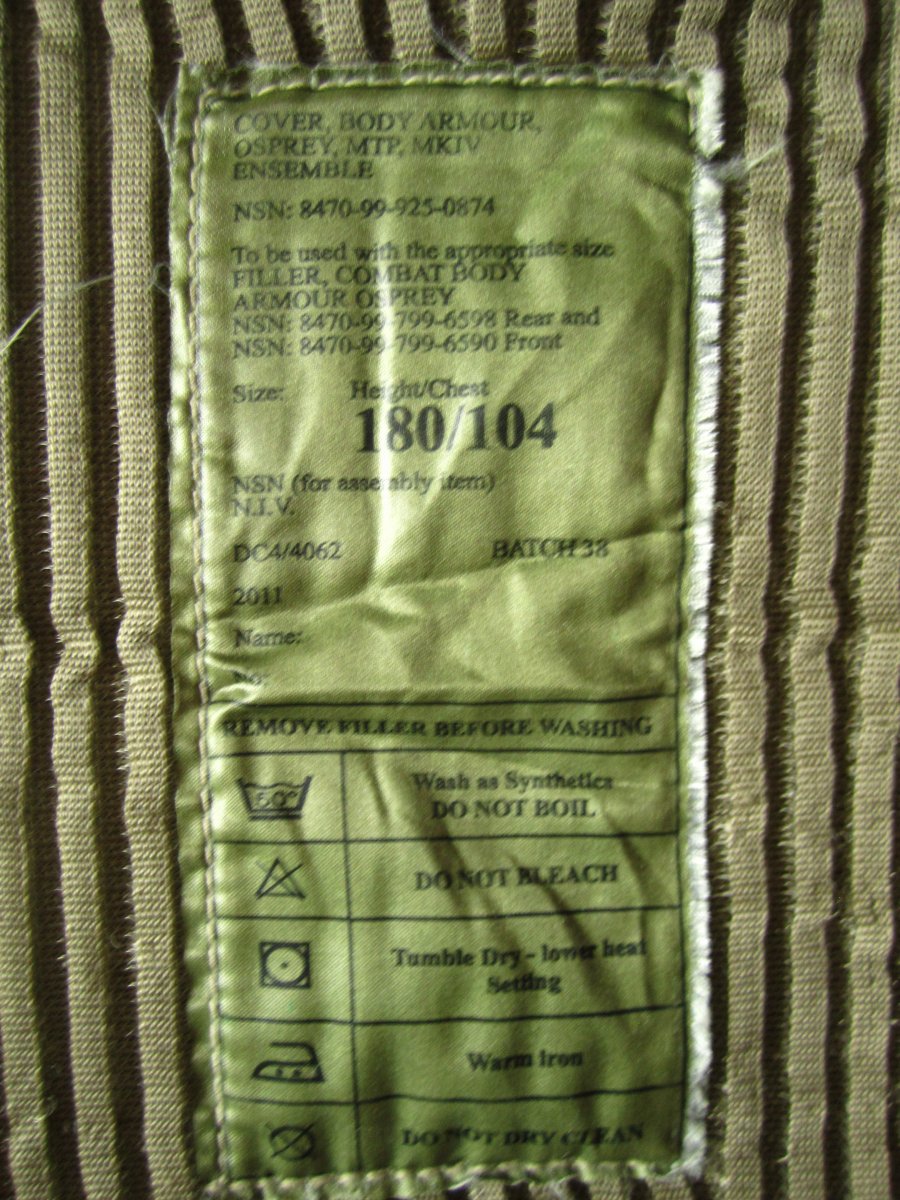 COVER, BODY ARMOUR,
OSPREY, MTP, MKIV
ENSEMBLE
NSN: 8470-99-925-0874
To be used with the appropriate size
FILLER, COMBAT BODY
ARMOUR OSPREY
NSN: 8470-99-799-6598 Rear and
NSN: 8470-99-799-6590 Front
Size: Height/Chest
180/104
NSN (for assembly item)
N.I.V.
DC4/4062 BATCH 38
2011
Name:
No:
REMOVE FILLER BEFORE WASHING
50° Wash as Synthetics
DO NOT BOIL
DO NOT BLEACH
Tumble Dry - lower heat
Setting
Warm Iron
DO NOT DRY CLEAN